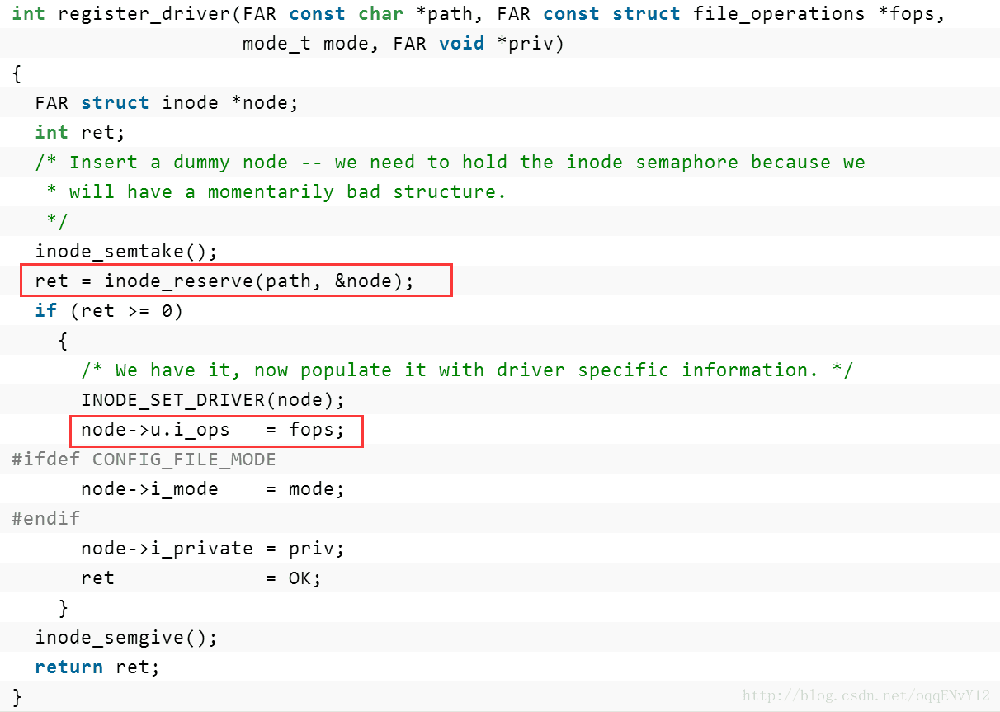 int register_driver(FAR const char *path, FAR const struct file_operations *fops,
                    mode_t mode, FAR void *priv)
{
  FAR struct inode *node;
  int ret;
  /* Insert a dummy node -- we need to hold the inode semaphore because we
   * will have a momentarily bad structure.
   */
  inode_semtake();
  ret = inode_reserve(path, &node);
  if (ret >= 0)
    {
      /* We have it, now populate it with driver specific information. */
      INODE_SET_DRIVER(node);
      node->u.i_ops   = fops;
#ifdef CONFIG_FILE_MODE
      node->i_mode    = mode;
#endif
      node->i_private = priv;
      ret             = OK;
    }
  inode_semgive();
  return ret;
}
http://blog.csdn.net/oqqENvY12